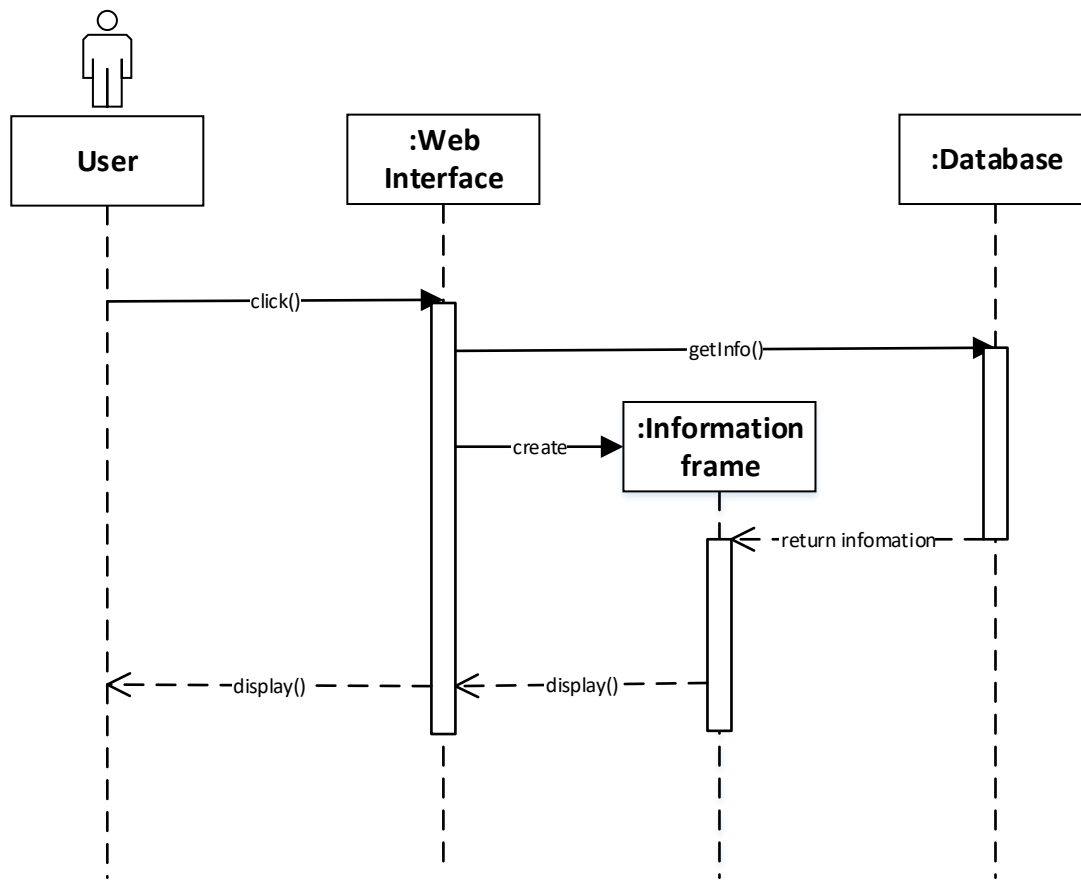 User
:Web
Interface
:Database
click()
getInfo()
:Information
frame
create
return infomation
display()
display()